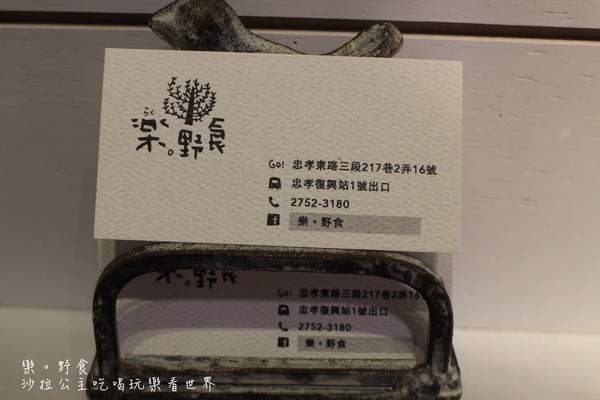 らく
楽。野食
Go! 忠孝東路三段217巷2弄16號
忠孝復興站1號出口
2752-3180
樂。野食
楽。野食
Go! 忠孝東路三段217巷2弄16
忠孝復興站1號出口
2752-3180
樂。野食
樂。野食
沙拉公主吃喝玩樂看世界